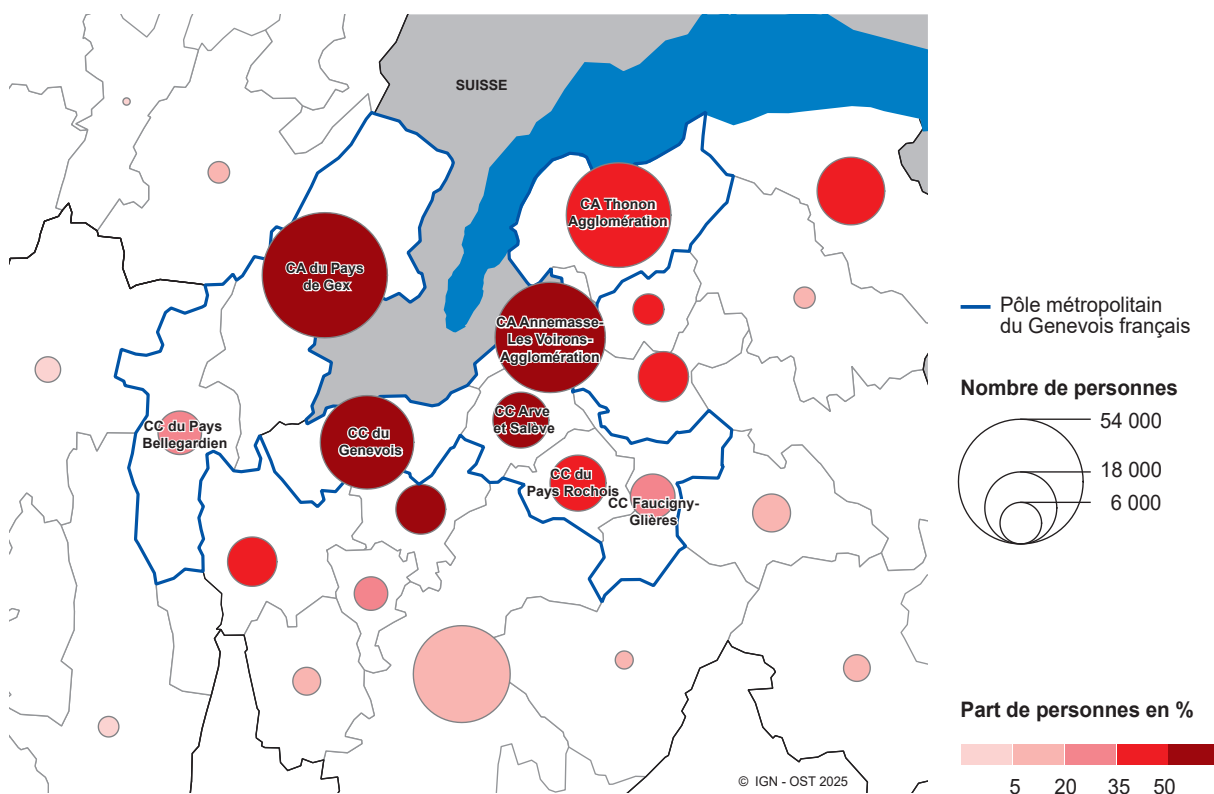 SUISSE
CA Thonon
Agglomération
CA du Pays
de Gex
CA Annemasse-
Les Voirons-
Agglomération
CC Arve
et Salève
CC du Pays
Bellegardien
CC du
Genevois
CC du
Pays Rochois
CC Faucigny-
Glières
© IGN - OST 2025
Pôle métropolitain
du Genevois français
Nombre de personnes
54 000
18 000
6 000
Part de personnes en %
5 20 35 50